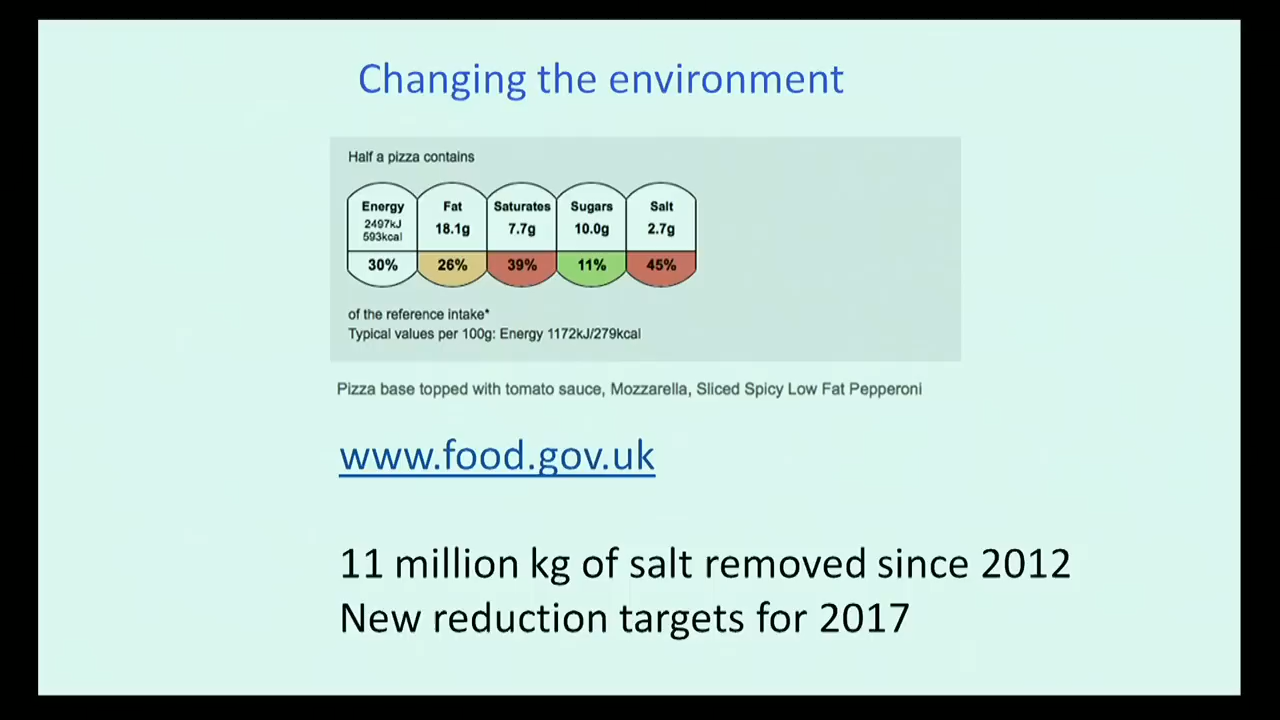 Changing the environment
Half a pizza contains
Energy Fat Saturates Sugars Salt
2497kJ 18.1g 7.7g 10.0g 2.7g
593kcal
30% 26% 39% 11% 45%
of the reference intake*
Typical values per 100g: Energy 1172kJ/279kcal
Pizza base topped with tomato sauce, Mozzarella, Sliced Spicy Low Fat Pepperoni
www.food.gov.uk
11 million kg of salt removed since 2012
New reduction targets for 2017